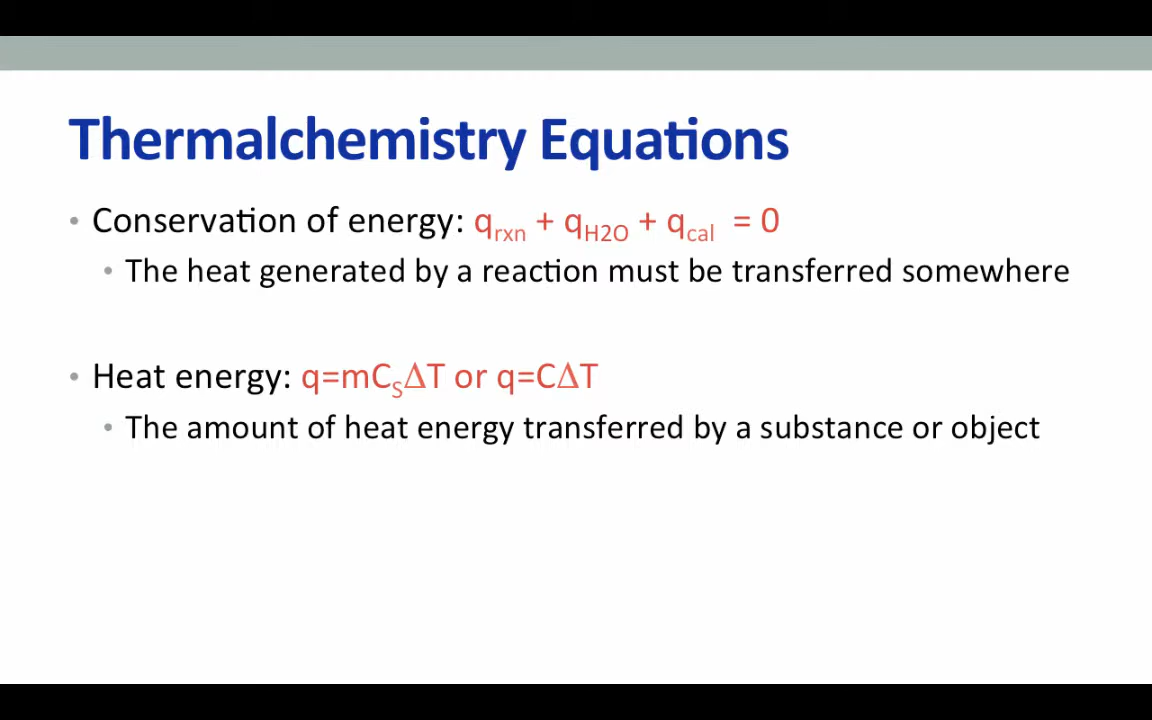 Thermalchemistry Equations
• Conservation of energy: qrxn + qH2O + qcal = 0
• The heat generated by a reaction must be transferred somewhere
• Heat energy: q=mCSΔT or q=CΔT
• The amount of heat energy transferred by a substance or object